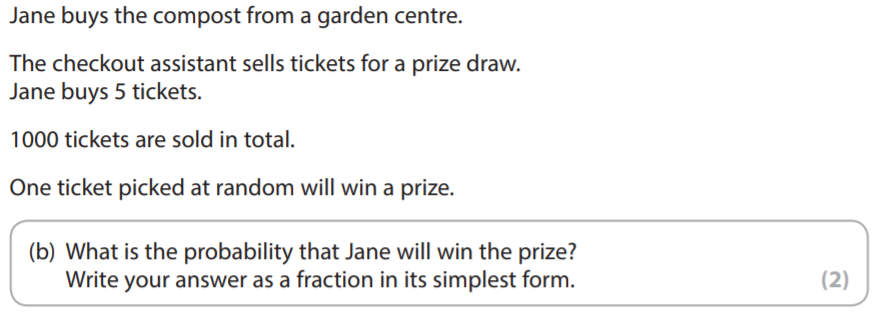 Jane buys the compost from a garden centre.
The checkout assistant sells tickets for a prize draw.
Jane buys 5 tickets.
1000 tickets are sold in total.
One ticket picked at random will win a prize.
(b) What is the probability that Jane will win the prize?
Write your answer as a fraction in its simplest form. (2)